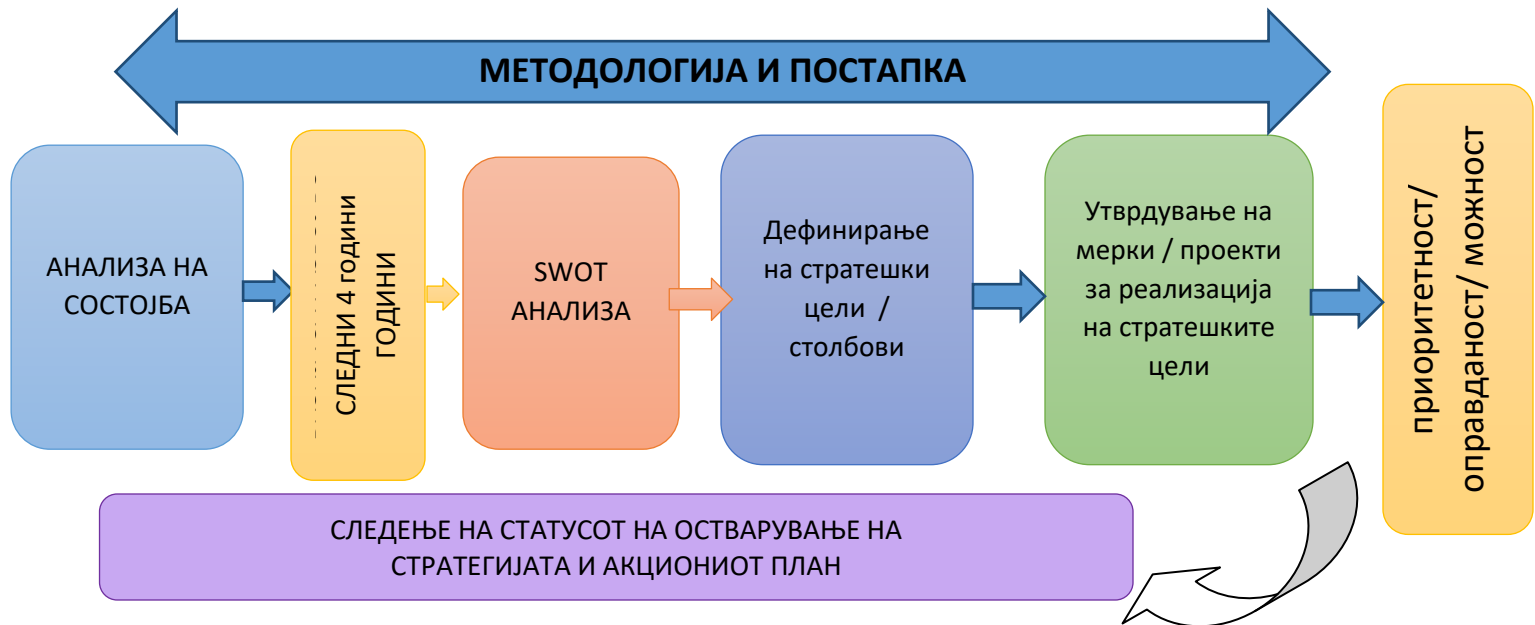 МЕТОДОЛОГИЈА И ПОСТАПКА
АНАЛИЗА НА
СОСТОЈБА
СЛЕДНИ 4 години
ГОДИНИ
SWOT
АНАЛИЗА
Дефинирање
на стратешки
цели /
столбови
Утврдување на
мерки / проекти
за реализација
на стратешките
цели
приоритетност/
оправданост/ можност
СЛЕДЕЊЕ НА СТАТУСОТ НА ОСТВАРУВАЊЕ НА
СТРАТЕГИЈАТА И АКЦИОНИОТ ПЛАН